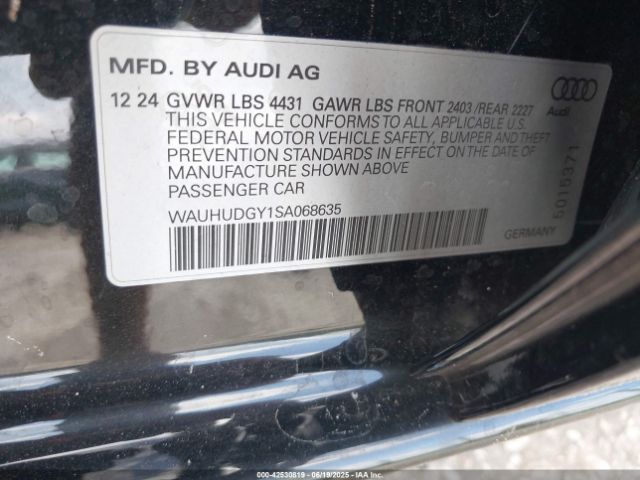 MFD. BY AUDI AG
12 24 GVWR LBS 4431 GAWR LBS FRONT 2403 /REAR 2227
THIS VEHICLE CONFORMS TO ALL APPLICABLE U.S.
FEDERAL MOTOR VEHICLE SAFETY, BUMPER AND THEFT
PREVENTION STANDARDS IN EFFECT ON THE DATE OF
MANUFACTURE SHOWN ABOVE
PASSENGER CAR
WAUHUDGY1SA068635
Audi
5015371
GERMANY
000-42530819 - 06/19/2025 - IAAI, Inc.